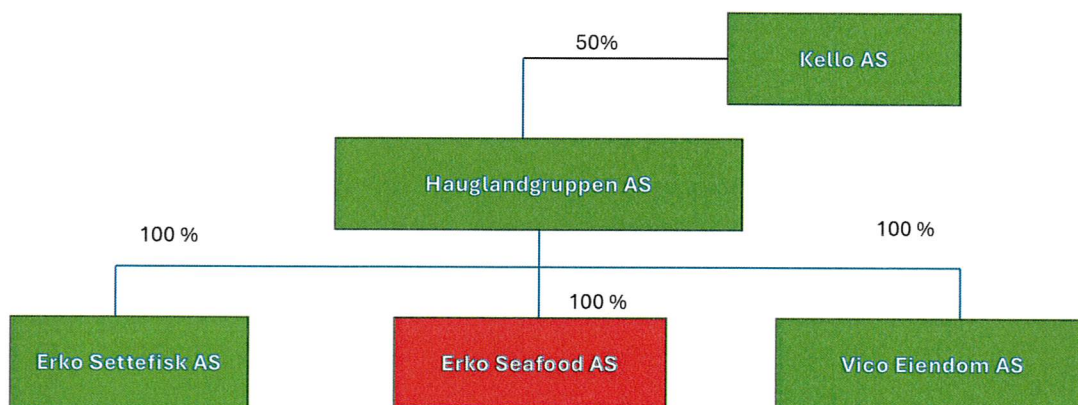 50%
Kello AS
Hauglandgruppen AS
100 %
100 %
100 %
Erko Settefisk AS
Erko Seafood AS
Vico Eiendom AS